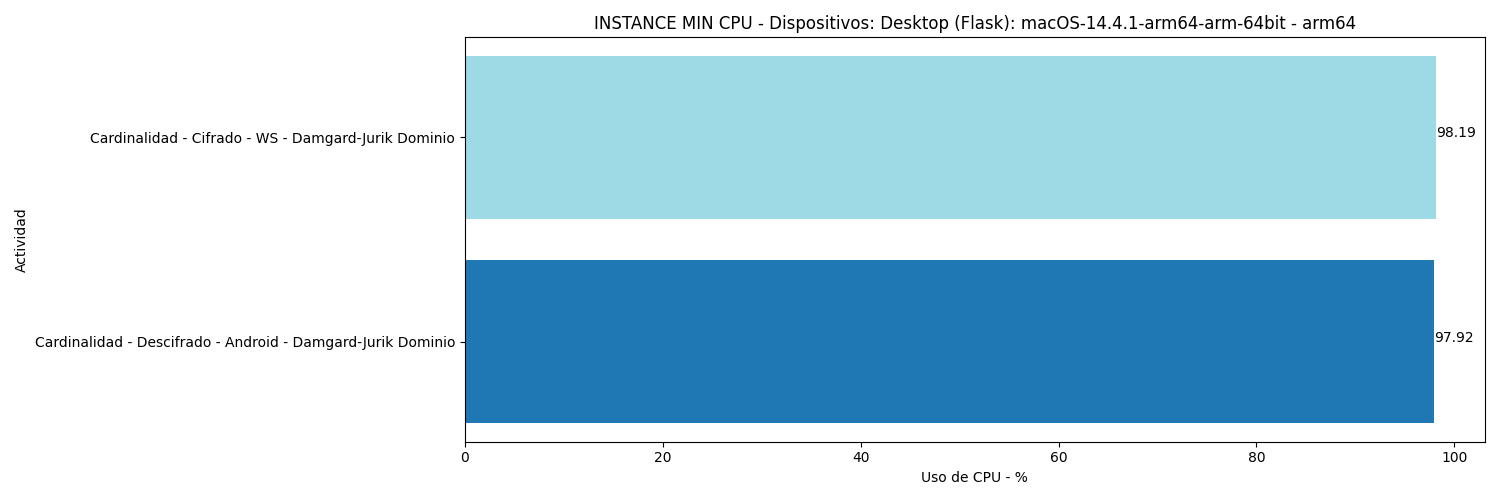 INSTANCE MIN CPU - Dispositivos: Desktop (Flask): macOS-14.4.1-arm64-arm-64bit - arm64
Actividad
Cardinalidad - Cifrado - WS - Damgard-Jurik Dominio
98.19
Cardinalidad - Descifrado - Android - Damgard-Jurik Dominio
97.92
0 20 40 60 80 100
Uso de CPU - %